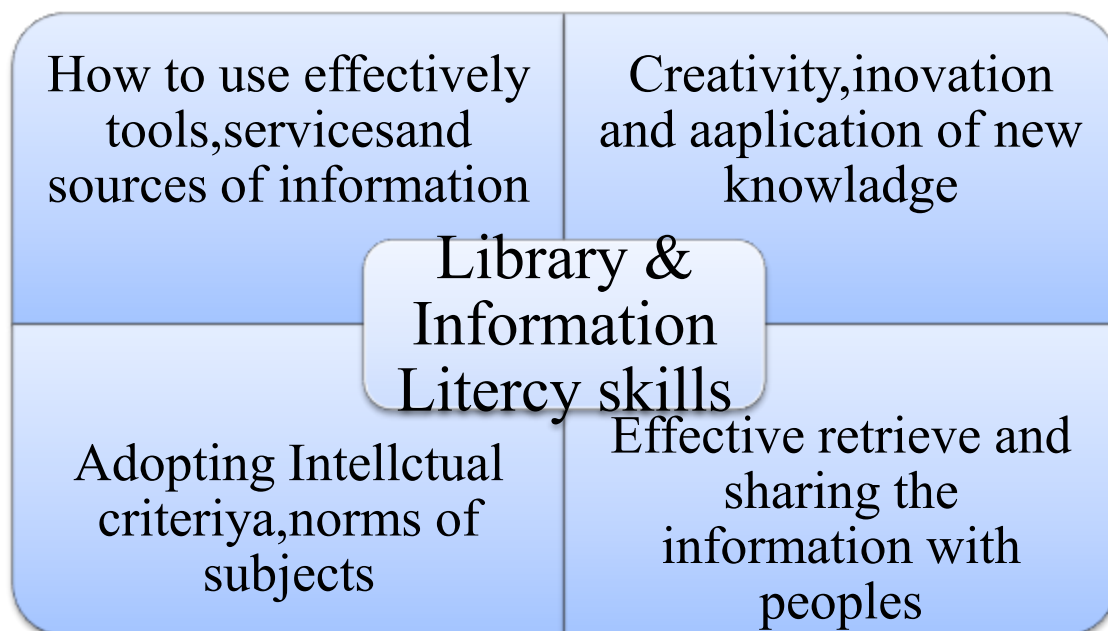 How to use effectively
tools,servicesand
sources of information
Creativity,inovation
and aaplication of new
knowladge
Library &
Information
Litercy skills
Adopting Intellctual
criteriya,norms of
subjects
Effective retrieve and
sharing the
information with
peoples